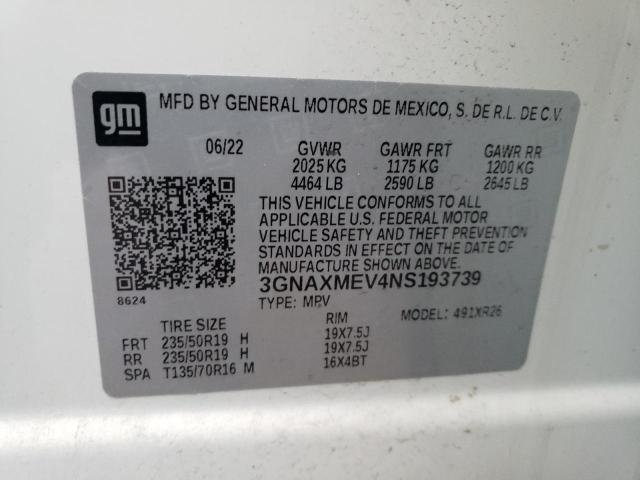 gm MFD BY GENERAL MOTORS DE MEXICO, S. DE R.L. DE C.V.
06/22 GVWR GAWR FRT GAWR RR
2025 KG 1175 KG 1200 KG
4464 LB 2590 LB 2645 LB
THIS VEHICLE CONFORMS TO ALL
APPLICABLE U.S. FEDERAL MOTOR
VEHICLE SAFETY AND THEFT PREVENTION
STANDARDS IN EFFECT ON THE DATE OF
MANUFACTURE SHOWN ABOVE.
8624 3GNAXMEV4NS193739
TYPE: MPV MODEL: 491XR26
TIRE SIZE RIM
FRT 235/50R19 H 19X7.5J
RR 235/50R19 H 19X7.5J
SPA T135/70R16 M 16X4BT